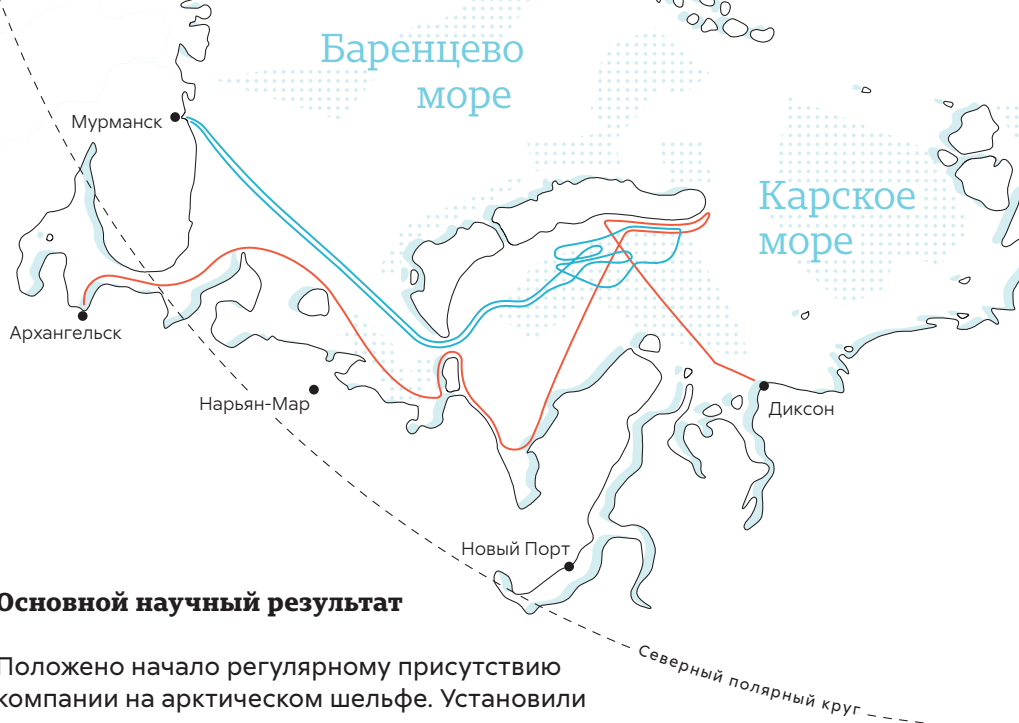 Баренцево
море
Мурманск
Карское
море
Архангельск
Нарьян-Мар
Диксон
Новый Порт
Основной научный результат
Северный полярный круг
Положено начало регулярному присутствию
компании на арктическом шельфе. Установили